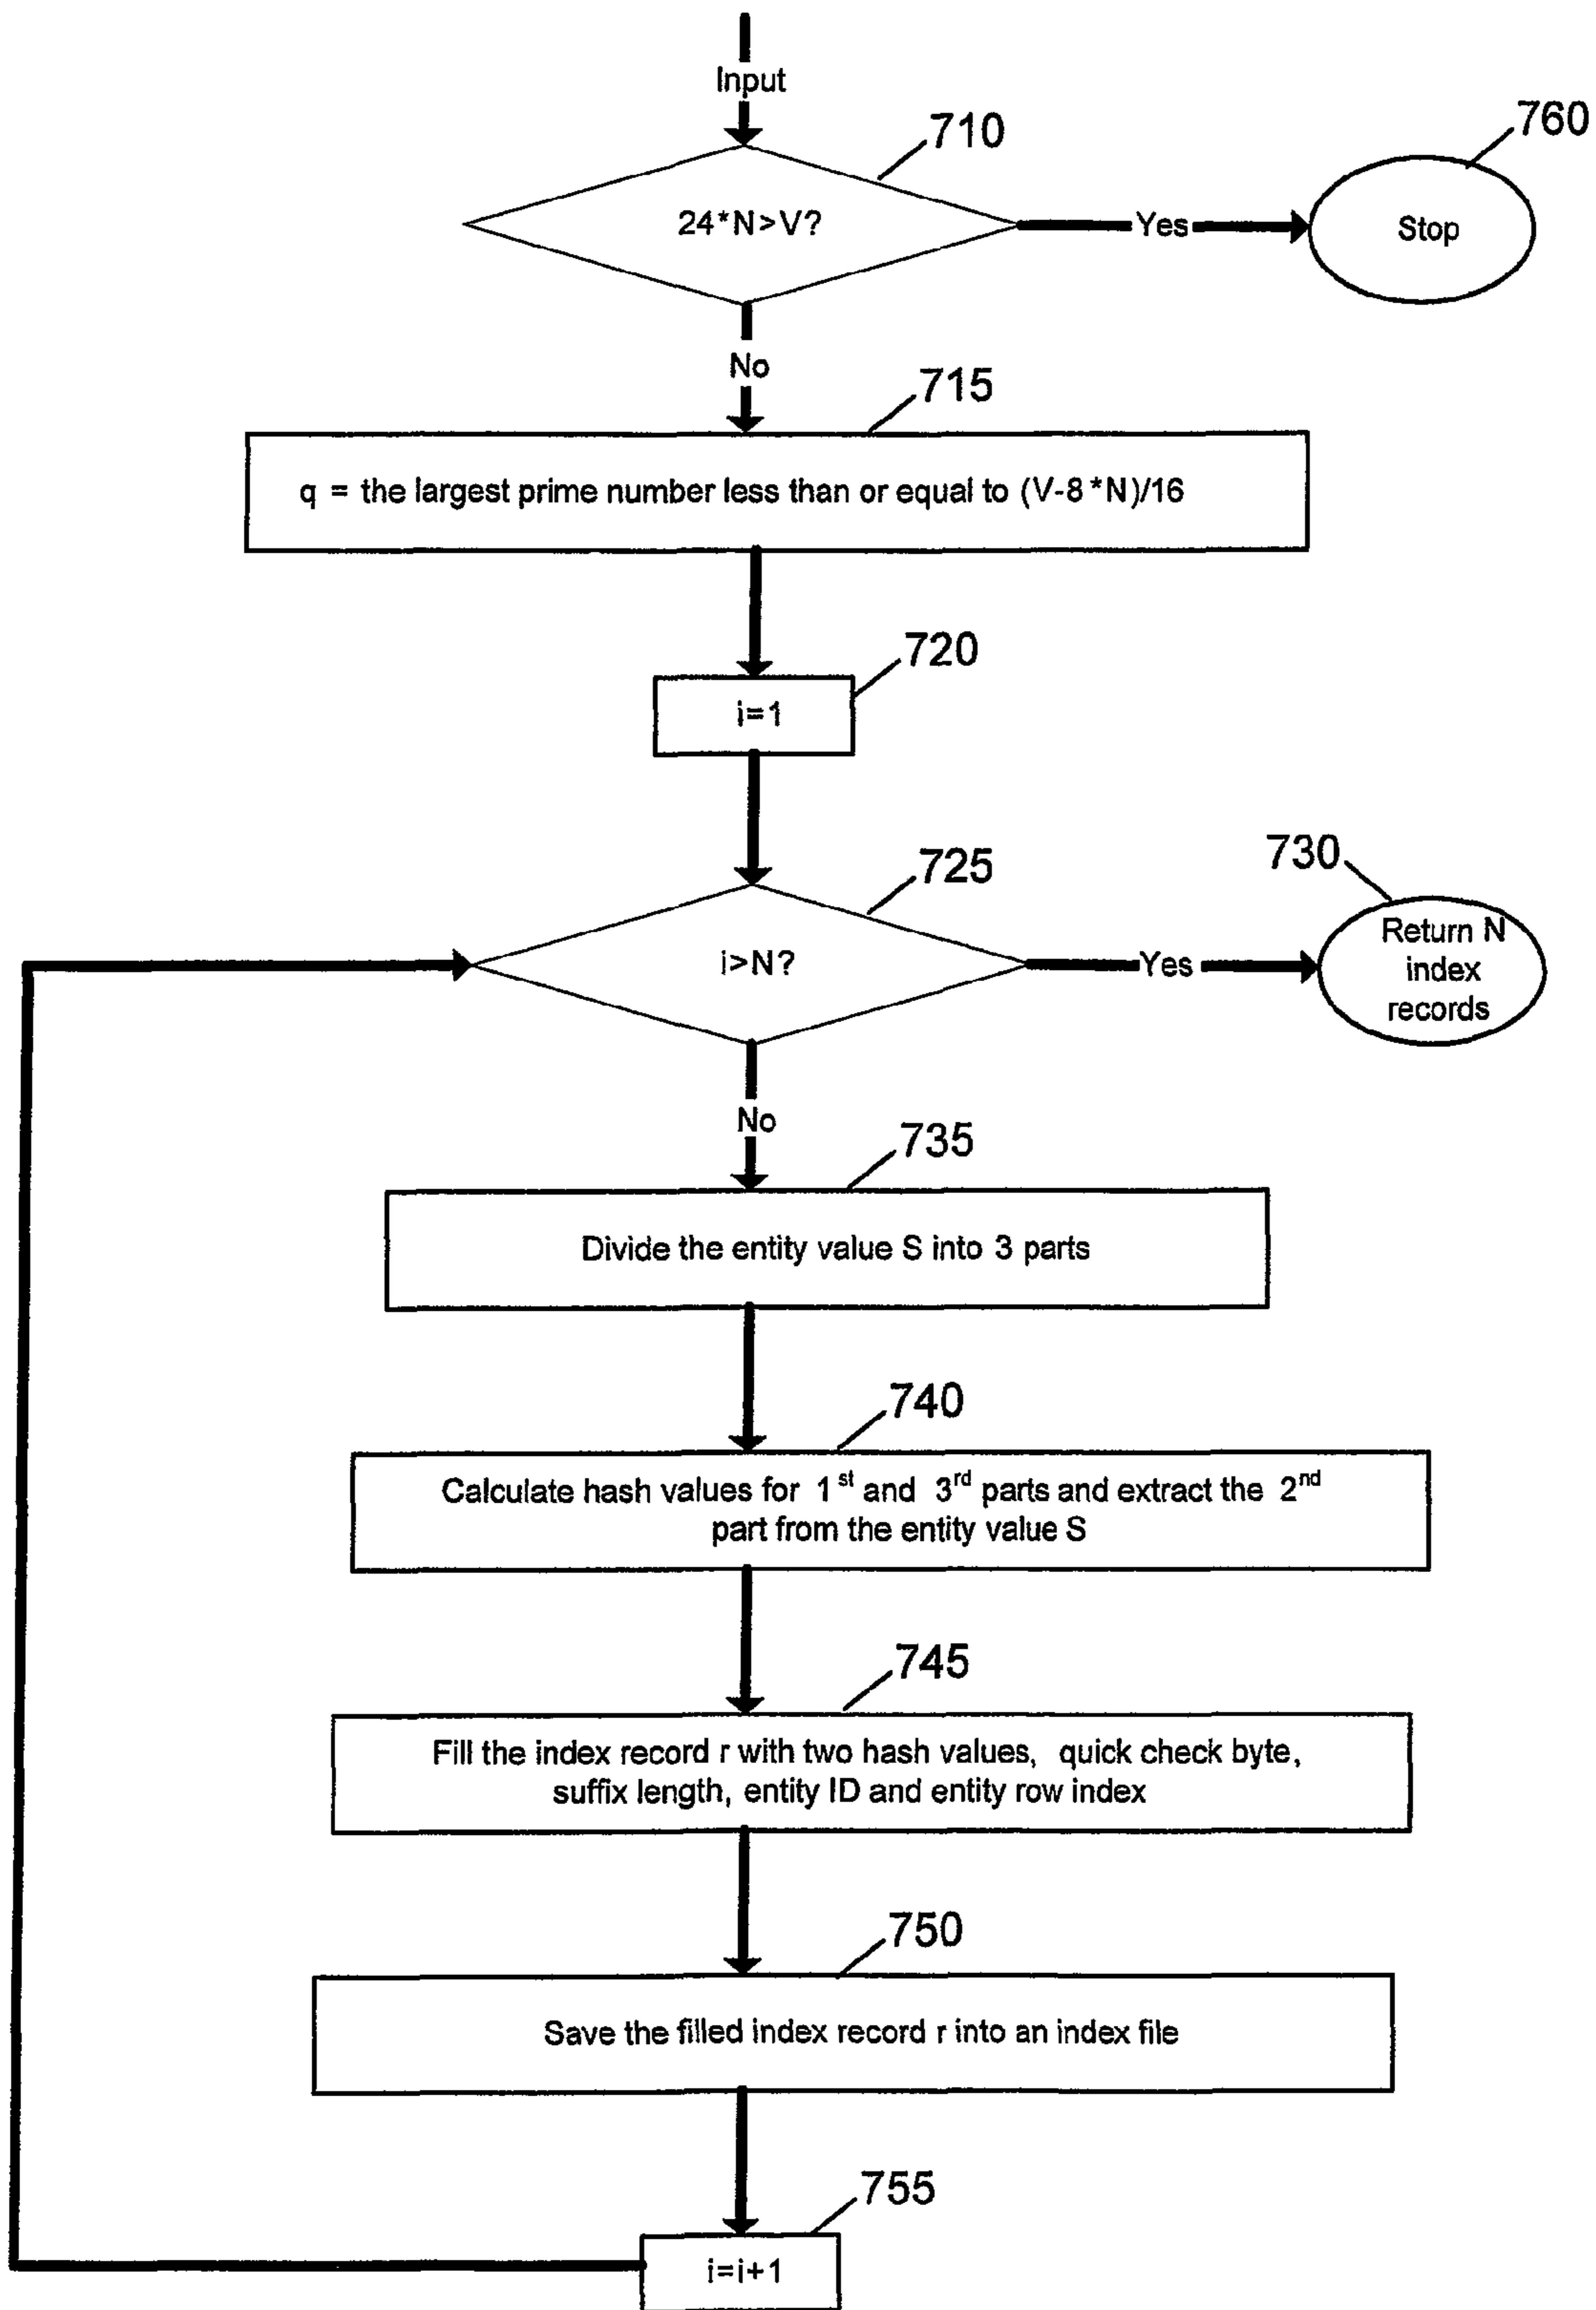 Input
710
760
24*N>V?
Yes
Stop
No
715
q = the largest prime number less than or equal to (V-8*N)/16
720
i=1
725
730
i>N?
Yes
Return N
index
records
No
735
Divide the entity value S into 3 parts
740
Calculate hash values for 1st and 3rd parts and extract the 2nd
part from the entity value S
745
Fill the index record r with two hash values, quick check byte,
suffix length, entity ID and entity row index
750
Save the filled index record r into an index file
755
i=i+1